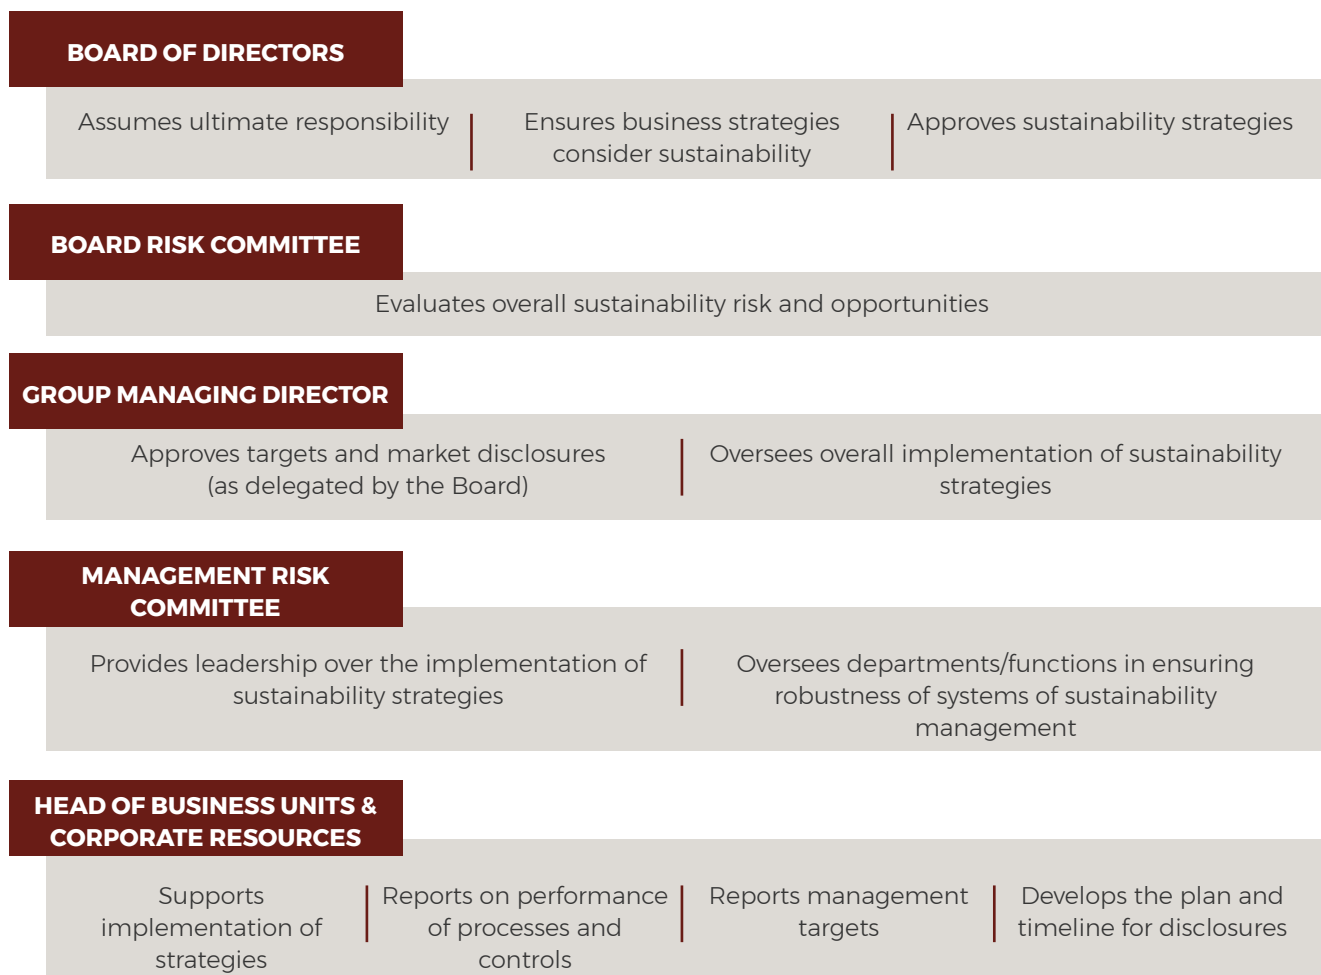 BOARD OF DIRECTORS
Assumes ultimate responsibility
Ensures business strategies
consider sustainability
Approves sustainability strategies
BOARD RISK COMMITTEE
Evaluates overall sustainability risk and opportunities
GROUP MANAGING DIRECTOR
Approves targets and market disclosures
(as delegated by the Board)
Oversees overall implementation of sustainability
strategies
MANAGEMENT RISK
COMMITTEE
Provides leadership over the implementation of
sustainability strategies
Oversees departments/functions in ensuring
robustness of systems of sustainability
management
HEAD OF BUSINESS UNITS &
CORPORATE RESOURCES
Supports
implementation of
strategies
Reports on performance
of processes and
controls
Reports management
targets
Develops the plan and
timeline for disclosures